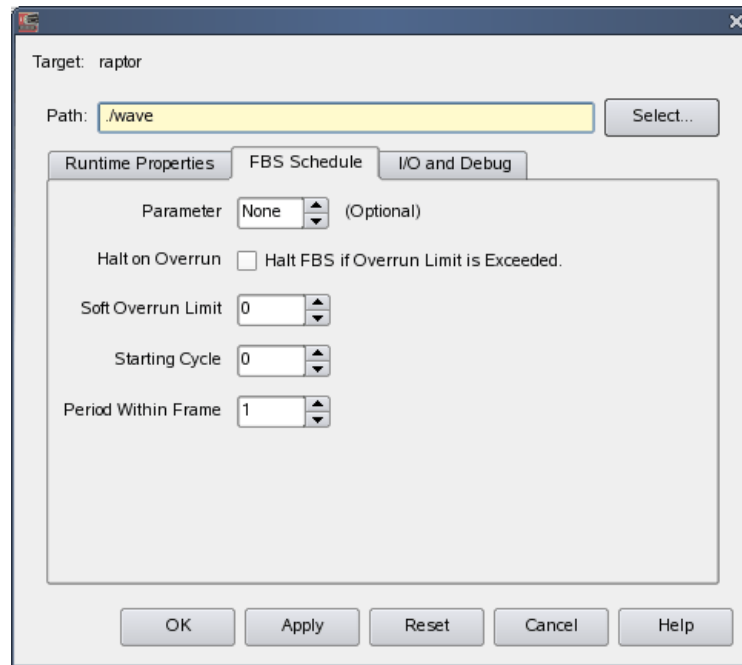 Target: raptor
Path: ./wave Select...
Runtime Properties FBS Schedule I/O and Debug
Parameter None (Optional)
Halt on Overrun Halt FBS if Overrun Limit is Exceeded.
Soft Overrun Limit 0
Starting Cycle 0
Period Within Frame 1
OK Apply Reset Cancel Help